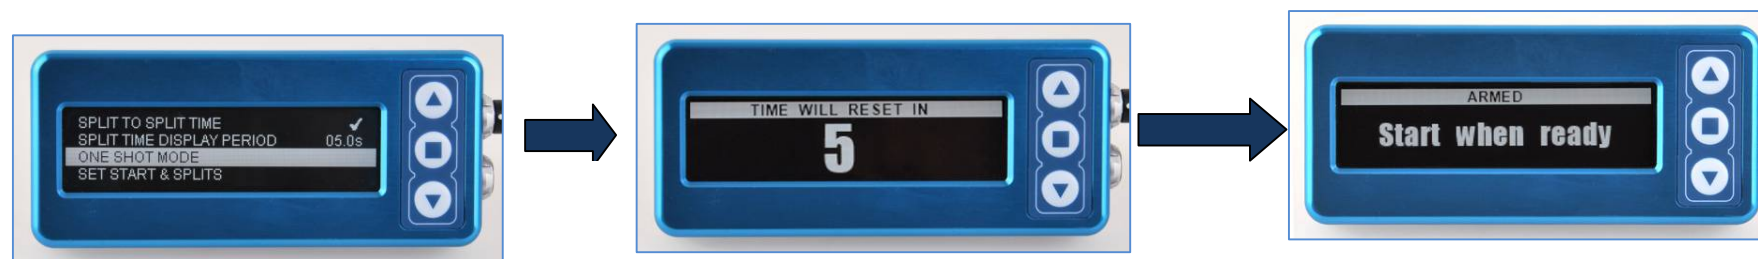 SPLIT TO SPLIT TIME ✓
SPLIT TIME DISPLAY PERIOD 05.0s
ONE SHOT MODE
SET START & SPLITS
TIME WILL RESET IN
5
ARMED
Start when ready